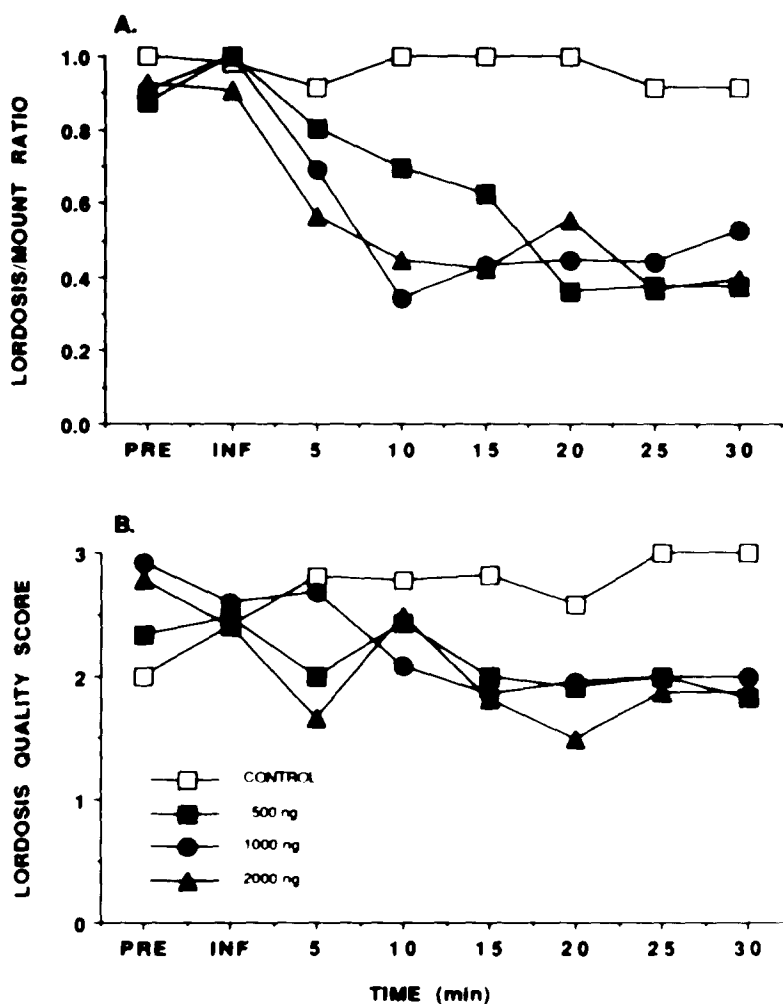 A.
LORDOSIS/MOUNT RATIO
1.0
0.8
0.6
0.4
0.2
0.0
PRE INF 5 10 15 20 25 30
B.
LORDOSIS QUALITY SCORE
3
2
1
0
CONTROL
500 ng
1000 ng
2000 ng
PRE INF 5 10 15 20 25 30
TIME (min)